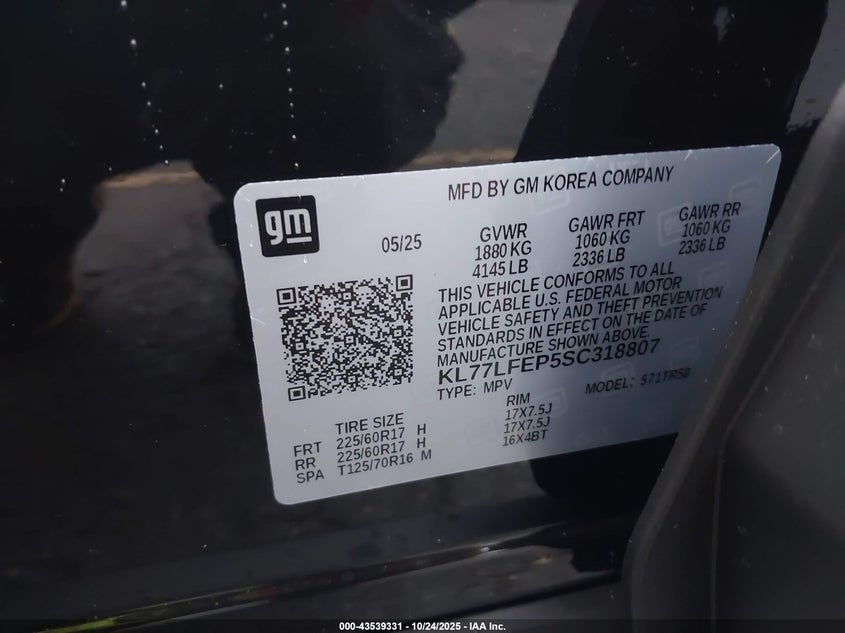 MFD BY GM KOREA COMPANY
gm
05/25
GVWR
1880 KG
4145 LB
GAWR FRT
1060 KG
2336 LB
GAWR RR
1060 KG
2336 LB
THIS VEHICLE CONFORMS TO ALL
APPLICABLE U.S. FEDERAL MOTOR
VEHICLE SAFETY AND THEFT PREVENTION
STANDARDS IN EFFECT ON THE DATE OF
MANUFACTURE SHOWN ABOVE.
KL77LFEP5SC318807
TYPE: MPV
MODEL:
TIRE SIZE
RIM
FRT 225/60R17 H 17X7.5J
RR 225/60R17 H 17X7.5J
SPA T125/70R16 M 16X4BT
000-43539331 - 10/24/2025 - IAA Inc.